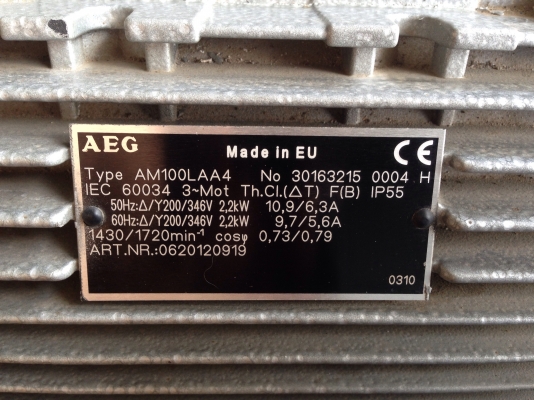 AEG
Made in EU
CE
Type AM100LAA4 No 30163215 0004 H
IEC 60034 3~Mot Th.Cl.(ΔT) F(B) IP55
50Hz:Δ/Y200/346V 2,2kW 10,9/6,3A
60Hz:Δ/Y200/346V 2,2kW 9,7/5,6A
1430/1720min⁻¹ cosφ 0,73/0,79
ART.NR.:0620120919
0310